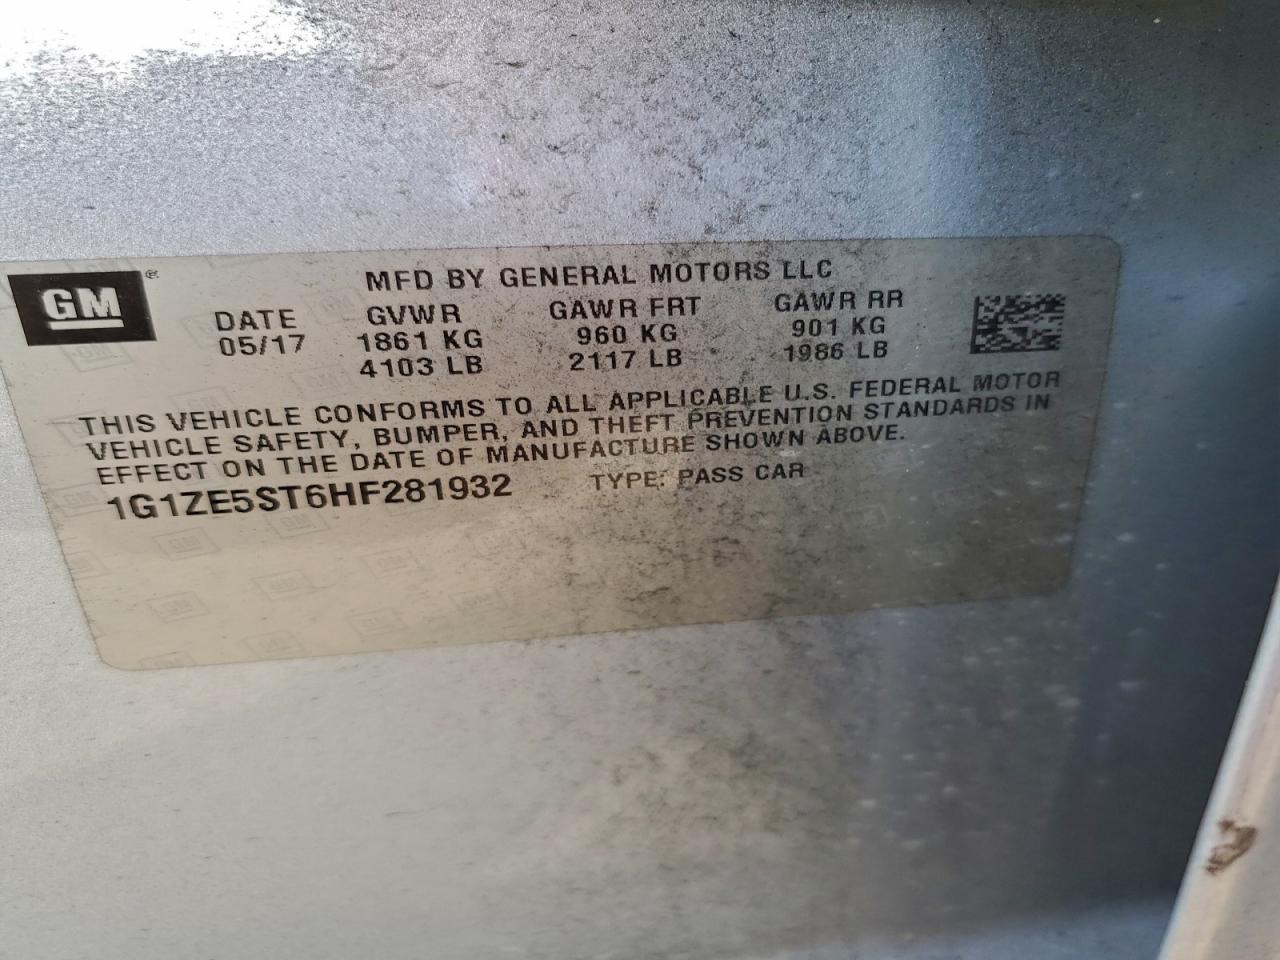 GM
MFD BY GENERAL MOTORS LLC
DATE GVWR GAWR FRT GAWR RR
05/17 1861 KG 960 KG 901 KG
4103 LB 2117 LB 1986 LB
THIS VEHICLE CONFORMS TO ALL APPLICABLE U.S. FEDERAL MOTOR
VEHICLE SAFETY, BUMPER, AND THEFT PREVENTION STANDARDS IN
EFFECT ON THE DATE OF MANUFACTURE SHOWN ABOVE.
1G1ZE5ST6HF281932 TYPE: PASS CAR